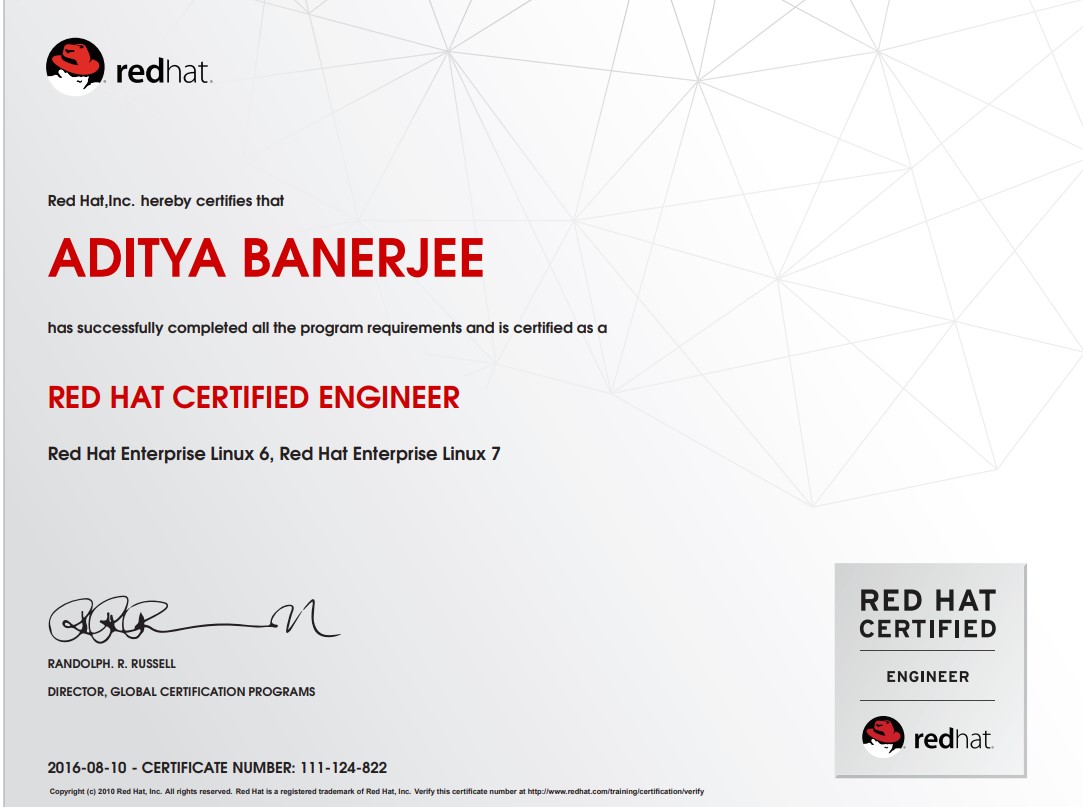 redhat.
Red Hat,Inc. hereby certifies that
ADITYA BANERJEE
has successfully completed all the program requirements and is certified as a
RED HAT CERTIFIED ENGINEER
Red Hat Enterprise Linux 6, Red Hat Enterprise Linux 7
RANDOLPH. R. RUSSELL
DIRECTOR, GLOBAL CERTIFICATION PROGRAMS
2016-08-10 - CERTIFICATE NUMBER: 111-124-822
Copyright (c) 2010 Red Hat, Inc. All rights reserved. Red Hat is a registered trademark of Red Hat, Inc. Verify this certificate number at http://www.redhat.com/training/certification/verify
RED HAT
CERTIFIED
ENGINEER
redhat.